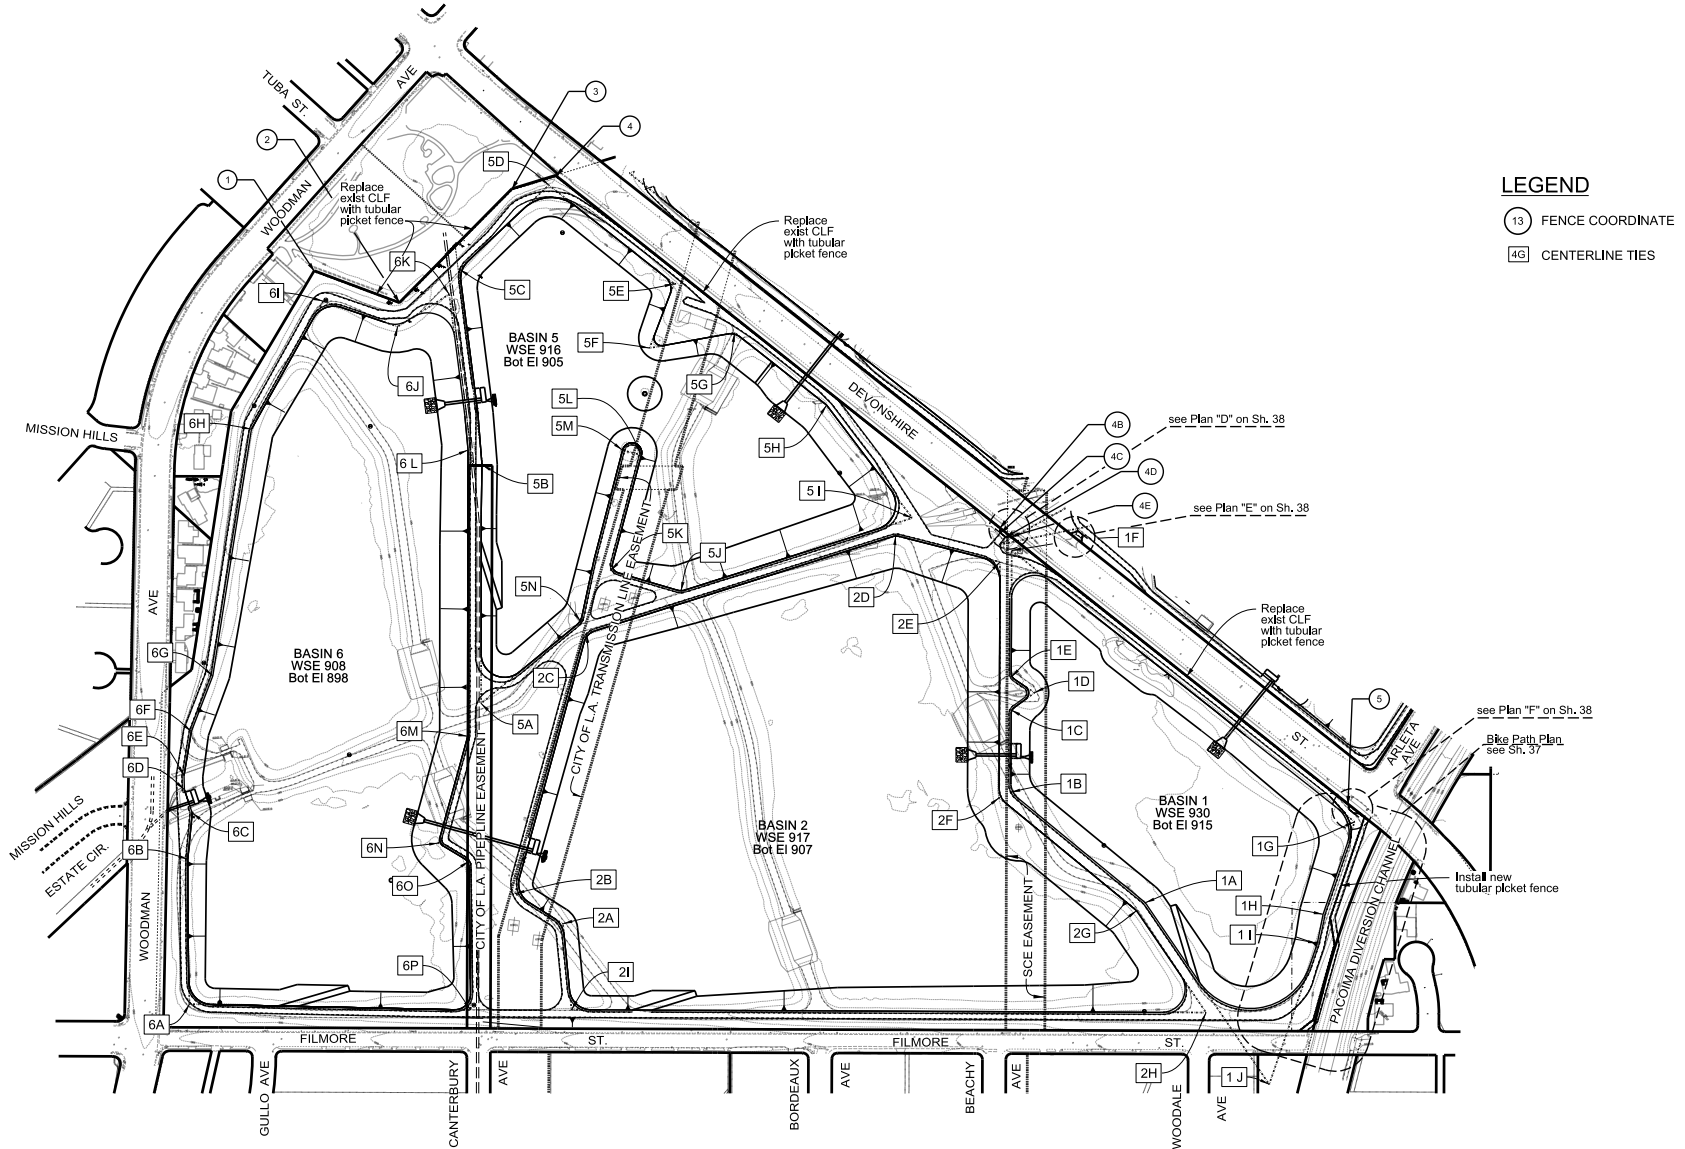 TUBA ST.
AVE
WOODMAN
3
4
2
1
5D
Replace
exist CLF
with tubular
picket fence
Replace
exist CLF
with tubular
picket fence
LEGEND
13 FENCE COORDINATE
4G CENTERLINE TIES
6K
6I
5C
5E
5F
BASIN 5
WSE 916
Bot El 905
6J
5G
5L
5M
5H
DEVONSHIRE
MISSION HILLS
6H
6 L
5B
4B
4C
4D
4E
see Plan "D" on Sh. 38
see Plan "E" on Sh. 38
5 I
1F
5K
5J
5N
CITY OF L.A. TRANSMISSION LINE EASEMENT
2D
2E
Replace
exist CLF
with tubular
picket fence
AVE
6G
BASIN 6
WSE 908
Bot El 898
2C
1E
1D
1C
6F
6E
6D
6C
6B
6M
5A
CITY OF L.A. PIPELINE EASEMENT
5
see Plan "F" on Sh. 38
Bike Path Plan
see Sh. 37
ST.
ARLETA
AVE
MISSION HILLS
ESTATE CIR.
1B
2F
BASIN 1
WSE 930
Bot El 915
BASIN 2
WSE 917
Bot El 907
6N
6O
2B
2A
1G
Install new
tubular picket fence
1A
2G
1H
1 I
SCE EASEMENT
PACOIMA DIVERSION CHANNEL
WOODMAN
6P
2I
6A
FILMORE
ST.
FILMORE
ST.
2H
1 J
GULLO AVE
CANTERBURY
AVE
BORDEAUX
AVE
BEACHY
AVE
WOODALE
AVE